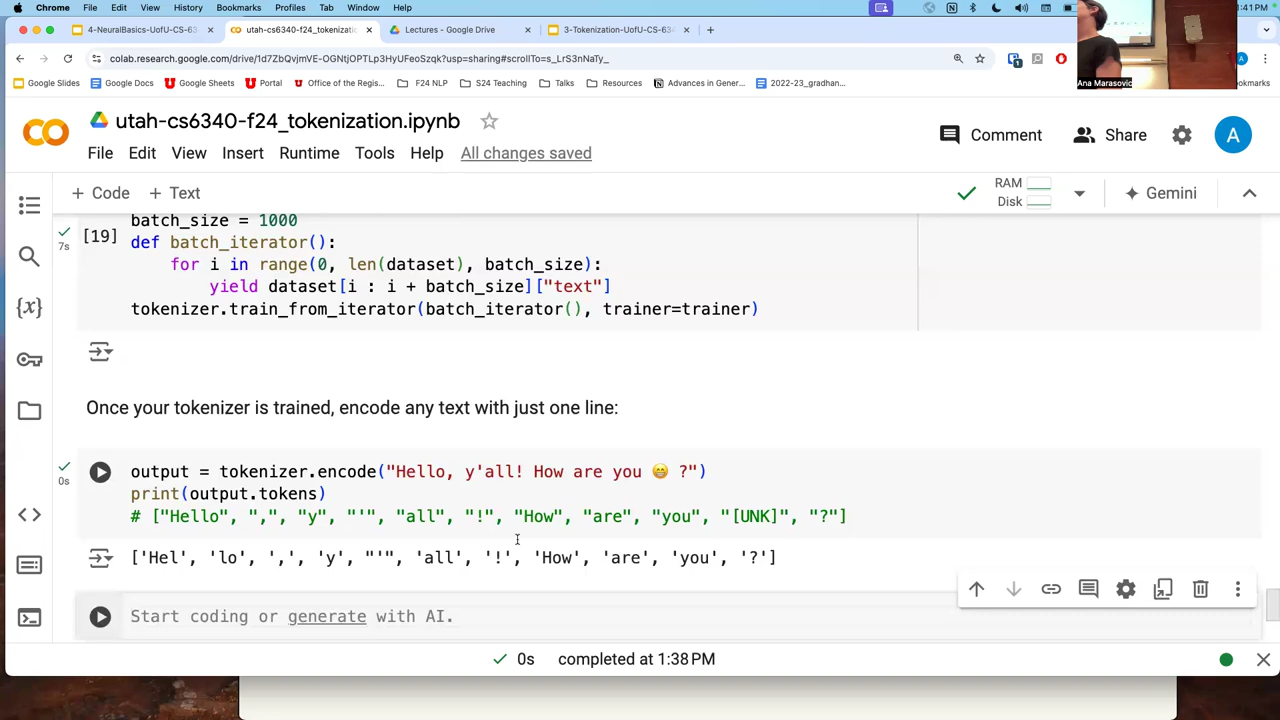 Chrome File Edit View History Bookmarks Profiles Tab Window Help
4-NeuralBasics-UofU-CS-63
utah-cs6340-f24_tokenizatio
Lectures - Google Drive
3-Tokenization-UofU-CS-634
colab.research.google.com/drive/1d7ZbQvjmVE-OGNtjOPTLp3HyUFeoSzqk?usp=sharing#scrollTo=s_LrS3nNaTy_
Google Slides Google Docs Google Sheets Portal Office of the Regis... F23 NLP S24 Teaching Talks Resources Advances in Gener... 2022-23_gradhan...
Ana Marasovic
utah-cs6340-f24_tokenization.ipynb
Comment Share A
File Edit View Insert Runtime Tools Help All changes saved
+ Code + Text
RAM
Disk
Gemini
batch_size = 1000
[19] def batch_iterator():
7s
for i in range(0, len(dataset), batch_size):
yield dataset[i : i + batch_size]["text"]
tokenizer.train_from_iterator(batch_iterator(), trainer=trainer)
Once your tokenizer is trained, encode any text with just one line:
output = tokenizer.encode("Hello, y'all! How are you 😁 ?")
0s
print(output.tokens)
# ["Hello", ",", "y", "'", "all", "!", "How", "are", "you", "[UNK]", "?"]
['Hel', 'lo', ',', 'y', "'", 'all', '!', 'How', 'are', 'you', '?']
Start coding or generate with AI.
0s completed at 1:38 PM